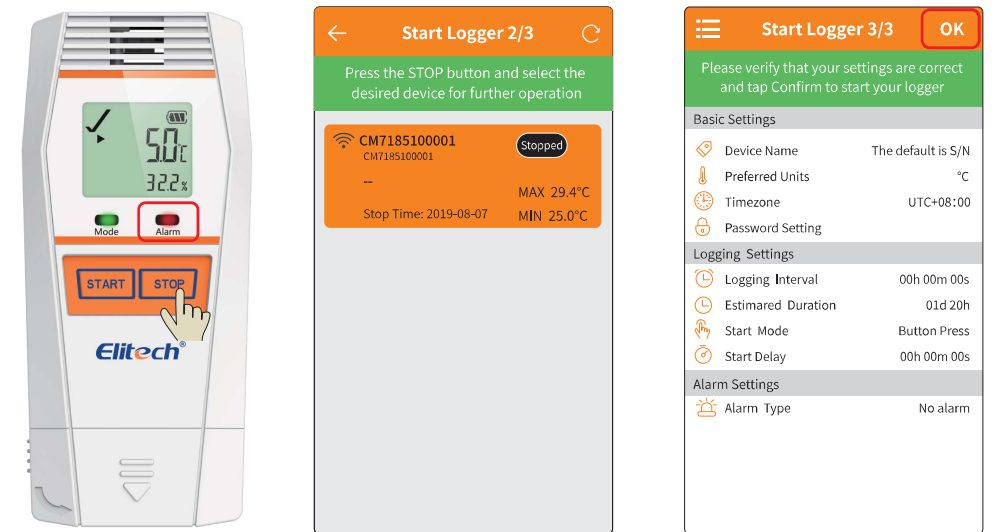 5.0℃
32.2%
Mode
Alarm
START
STOP
Elitech®
Start Logger 2/3
Press the STOP button and select the
desired device for further operation
CM7185100001
Stopped
CM7185100001
--
MAX 29.4°C
Stop Time: 2019-08-07
MIN 25.0°C
Start Logger 3/3
OK
Please verify that your settings are correct
and tap Confirm to start your logger
Basic Settings
Device Name The default is S/N
Preferred Units °C
Timezone UTC+08:00
Password Setting
Logging Settings
Logging Interval 00h 00m 00s
Estimared Duration 01d 20h
Start Mode Button Press
Start Delay 00h 00m 00s
Alarm Settings
Alarm Type No alarm